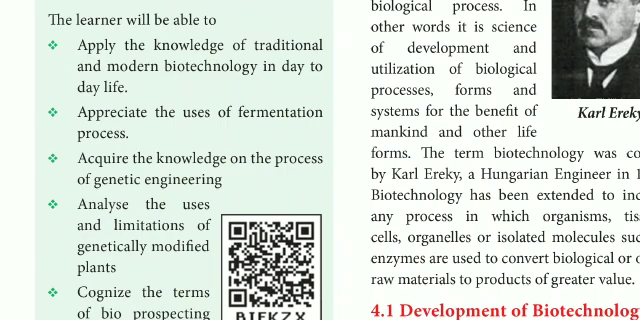 The learner will be able to
❖ Apply the knowledge of traditional
and modern biotechnology in day to
day life.
❖ Appreciate the uses of fermentation
process.
❖ Acquire the knowledge on the process
of genetic engineering
❖ Analyse the uses
and limitations of
genetically modified
plants
❖ Cognize the terms
of bio prospecting
biological process. In
other words it is science
of development and
utilization of biological
processes, forms and
systems for the benefit of
mankind and other life
forms. The term biotechnology was co
by Karl Ereky, a Hungarian Engineer in 1
Biotechnology has been extended to inc
any process in which organisms, tis
cells, organelles or isolated molecules suc
enzymes are used to convert biological or o
raw materials to products of greater value.
4.1 Development of Biotechnolog
Karl Ereky